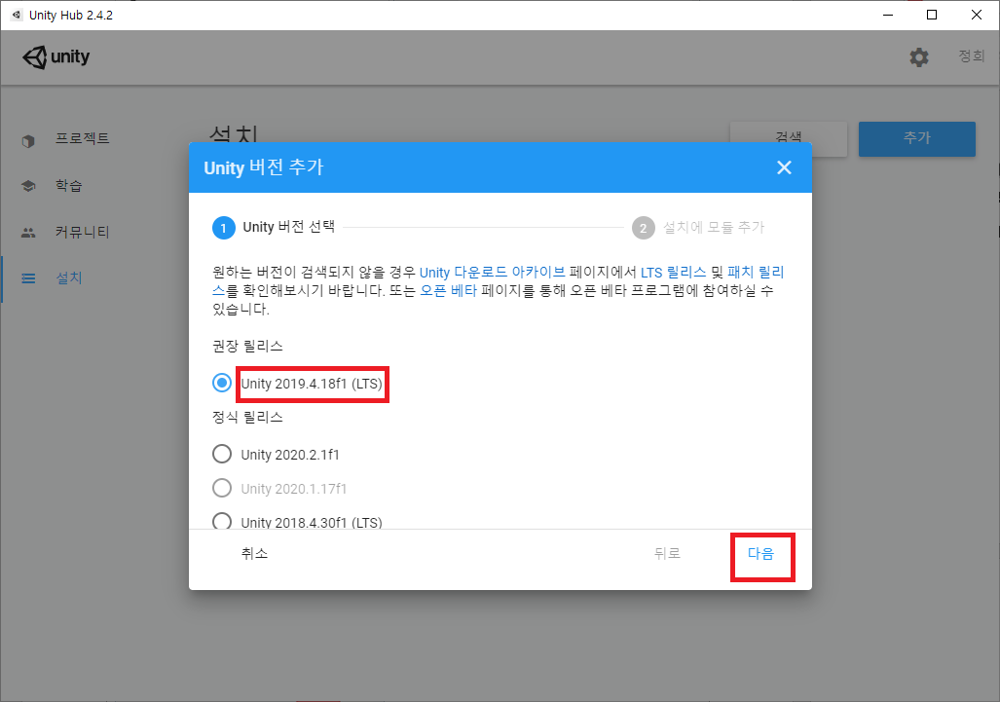 Unity Hub 2.4.2
unity
정희
프로젝트
학습
커뮤니티
설치
설치
검색
추가
Unity 버전 추가
1 Unity 버전 선택
2 설치에 모듈 추가
원하는 버전이 검색되지 않을 경우 Unity 다운로드 아카이브 페이지에서 LTS 릴리스 및 패치 릴리
스를 확인해보시기 바랍니다. 또는 오픈 베타 페이지를 통해 오픈 베타 프로그램에 참여하실 수
있습니다.
권장 릴리스
Unity 2019.4.18f1 (LTS)
정식 릴리스
Unity 2020.2.1f1
Unity 2020.1.17f1
Unity 2018.4.30f1 (LTS)
취소
뒤로
다음